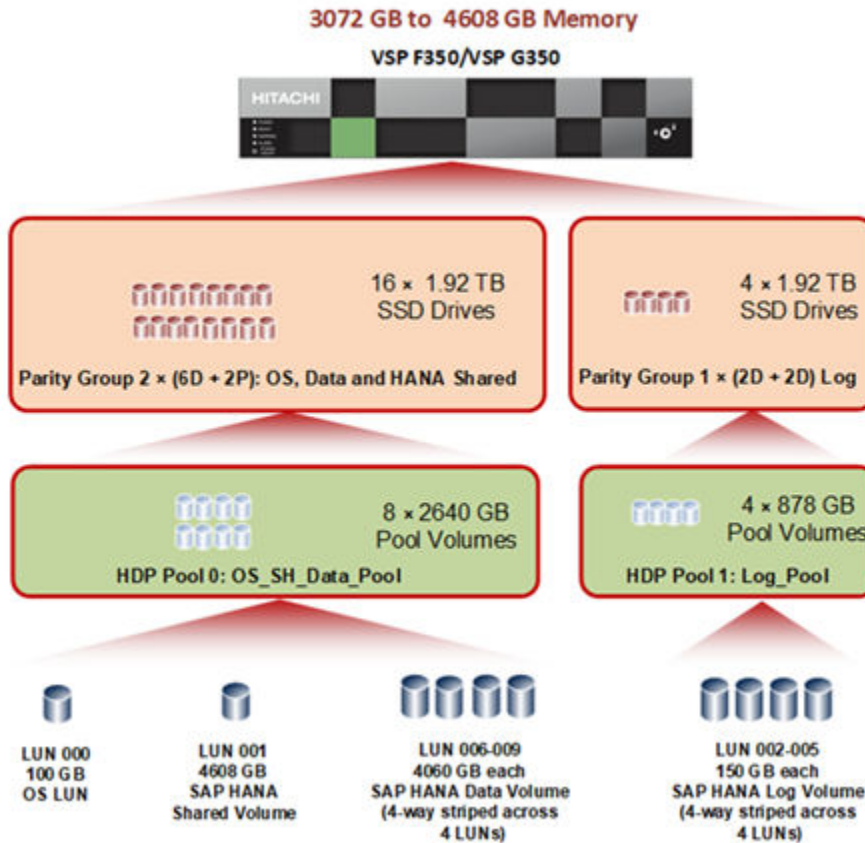 3072 GB to 4608 GB Memory
VSP F350/VSP G350
HITACHI
16 × 1.92 TB
SSD Drives
Parity Group 2 × (6D + 2P): OS, Data and HANA Shared
4 × 1.92 TB
SSD Drives
Parity Group 1 × (2D + 2D) Log
8 × 2640 GB
Pool Volumes
HDP Pool 0: OS_SH_Data_Pool
4 × 878 GB
Pool Volumes
HDP Pool 1: Log_Pool
LUN 000
100 GB
OS LUN
LUN 001
4608 GB
SAP HANA
Shared Volume
LUN 006-009
4060 GB each
SAP HANA Data Volume
(4-way striped across
4 LUNs)
LUN 002-005
150 GB each
SAP HANA Log Volume
(4-way striped across
4 LUNs)